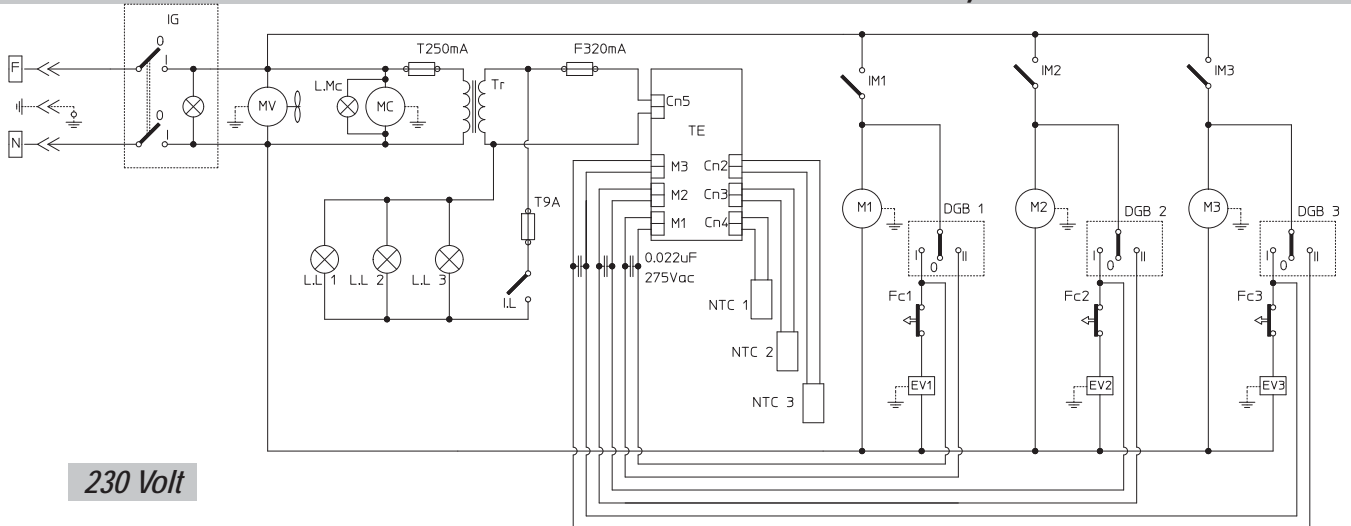 IG
0
I
0
I
F
N
MV
L.Mc
MC
T250mA
Tr
F320mA
Cn5
TE
M3 Cn2
M2 Cn3
M1 Cn4
T9A
I.L
L.L 1
L.L 2
L.L 3
0.022uF
275Vac
NTC 1
NTC 2
NTC 3
IM1
IM2
IM3
M1
M2
M3
DGB 1
I
0
II
DGB 2
I
0
II
DGB 3
I
0
II
Fc1
Fc2
Fc3
EV1
EV2
EV3
230 Volt